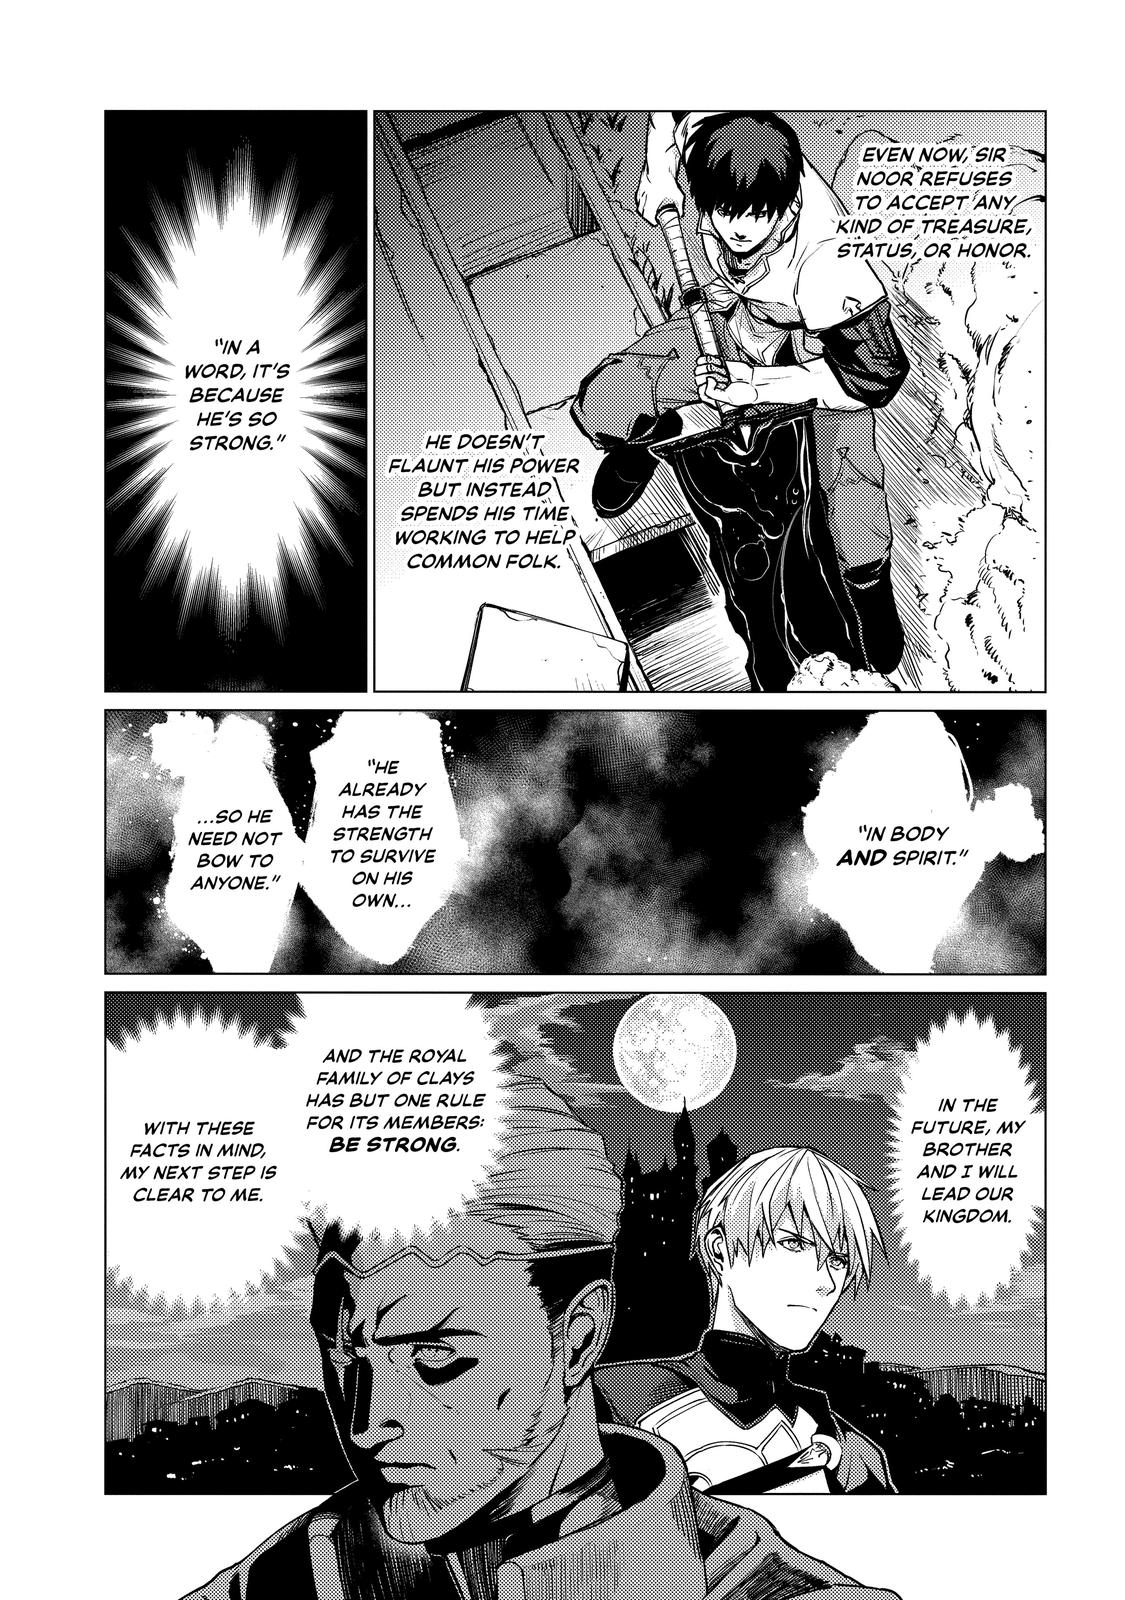 EVEN NOW, SIR
NOOR REFUSES
TO ACCEPT ANY
KIND OF TREASURE,
STATUS, OR HONOR.
HE DOESN'T
FLAUNT HIS POWER
BUT INSTEAD
SPENDS HIS TIME
WORKING TO HELP
COMMON FOLK.
"IN A
WORD, IT'S
BECAUSE
HE'S SO
STRONG."
"IN BODY
AND SPIRIT."
"HE
ALREADY
HAS THE
STRENGTH
TO SURVIVE
ON HIS
OWN...
...SO HE
NEED NOT
BOW TO
ANYONE."
IN THE
FUTURE, MY
BROTHER
AND I WILL
LEAD OUR
KINGDOM.
AND THE ROYAL
FAMILY OF CLAYS
HAS BUT ONE RULE
FOR ITS MEMBERS:
BE STRONG.
WITH THESE
FACTS IN MIND,
MY NEXT STEP IS
CLEAR TO ME.